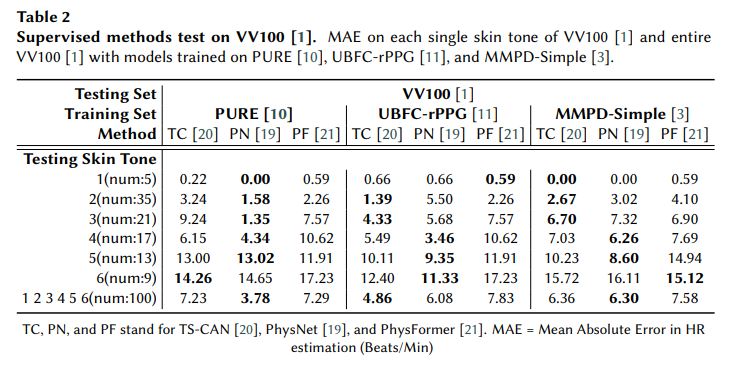 Table 2
Supervised methods test on VV100 [1]. MAE on each single skin tone of VV100 [1] and entire
VV100 [1] with models trained on PURE [10], UBFC-rPPG [11], and MMPD-Simple [3].
Testing Set VV100 [1]
Training Set PURE [10] UBFC-rPPG [11] MMPD-Simple [3]
Method TC [20] PN [19] PF [21] TC [20] PN [19] PF [21] TC [20] PN [19] PF [21]
Testing Skin Tone
1(num:5) 0.22 0.00 0.59 0.66 0.66 0.59 0.00 0.00 0.59
2(num:35) 3.24 1.58 2.26 1.39 5.50 2.26 2.67 3.02 4.10
3(num:21) 9.24 1.35 7.57 4.33 5.68 7.57 6.70 7.32 6.90
4(num:17) 6.15 4.34 10.62 5.49 3.46 10.62 7.03 6.26 7.69
5(num:13) 13.00 13.02 11.91 10.11 9.35 11.91 10.23 8.60 14.94
6(num:9) 14.26 14.65 17.23 12.40 11.33 17.23 15.72 16.11 15.12
1 2 3 4 5 6(num:100) 7.23 3.78 7.29 4.86 6.08 7.83 6.36 6.30 7.58
TC, PN, and PF stand for TS-CAN [20], PhysNet [19], and PhysFormer [21]. MAE = Mean Absolute Error in HR
estimation (Beats/Min)